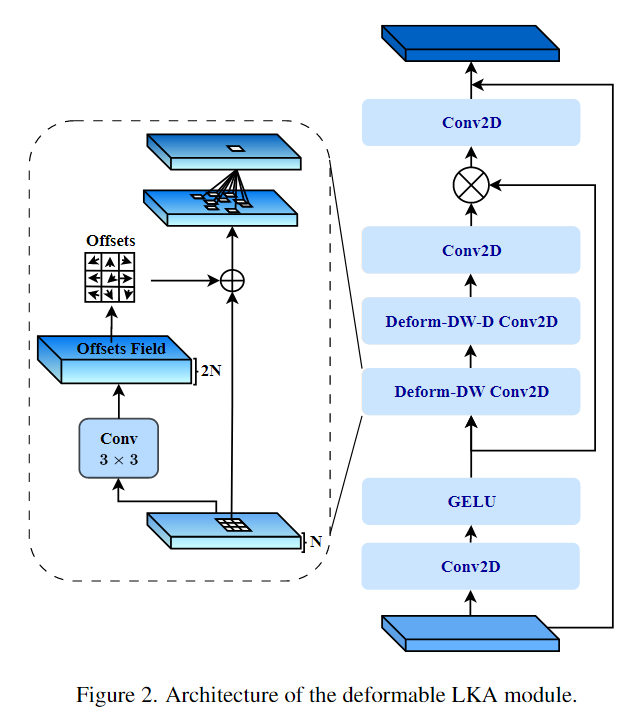 Conv2D
Conv2D
Offsets
Deform-DW-D Conv2D
Offsets Field
2N
Deform-DW Conv2D
Conv
3 × 3
GELU
N
Conv2D
Figure 2. Architecture of the deformable LKA module.